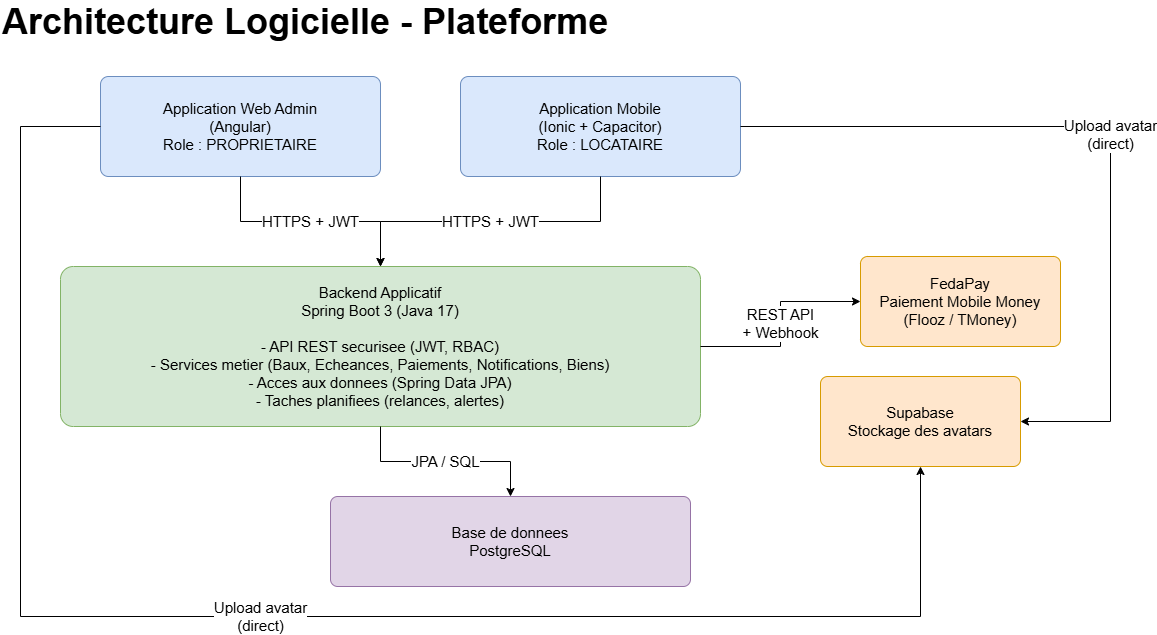 Architecture Logicielle - Plateforme
Application Web Admin
(Angular)
Role : PROPRIETAIRE
Application Mobile
(Ionic + Capacitor)
Role : LOCATAIRE
Upload avatar
(direct)
HTTPS + JWT
HTTPS + JWT
Backend Applicatif
Spring Boot 3 (Java 17)
- API REST securisee (JWT, RBAC)
- Services metier (Baux, Echeances, Paiements, Notifications, Biens)
- Acces aux donnees (Spring Data JPA)
- Taches planifiees (relances, alertes)
REST API
+ Webhook
FedaPay
Paiement Mobile Money
(Flooz / TMoney)
Supabase
Stockage des avatars
JPA / SQL
Base de donnees
PostgreSQL
Upload avatar
(direct)